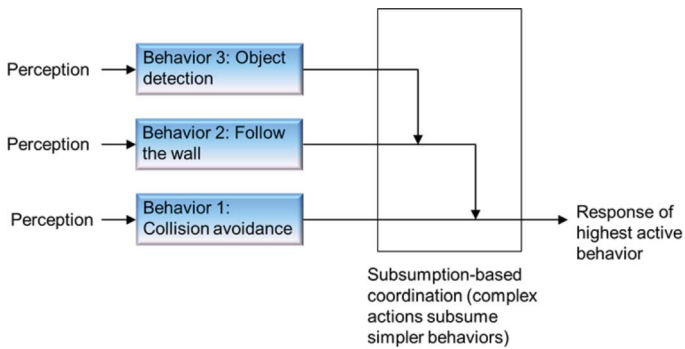 Perception
Behavior 3: Object
detection
Perception
Behavior 2: Follow
the wall
Perception
Behavior 1:
Collision avoidance
Response of
highest active
behavior
Subsumption-based
coordination (complex
actions subsume
simpler behaviors)